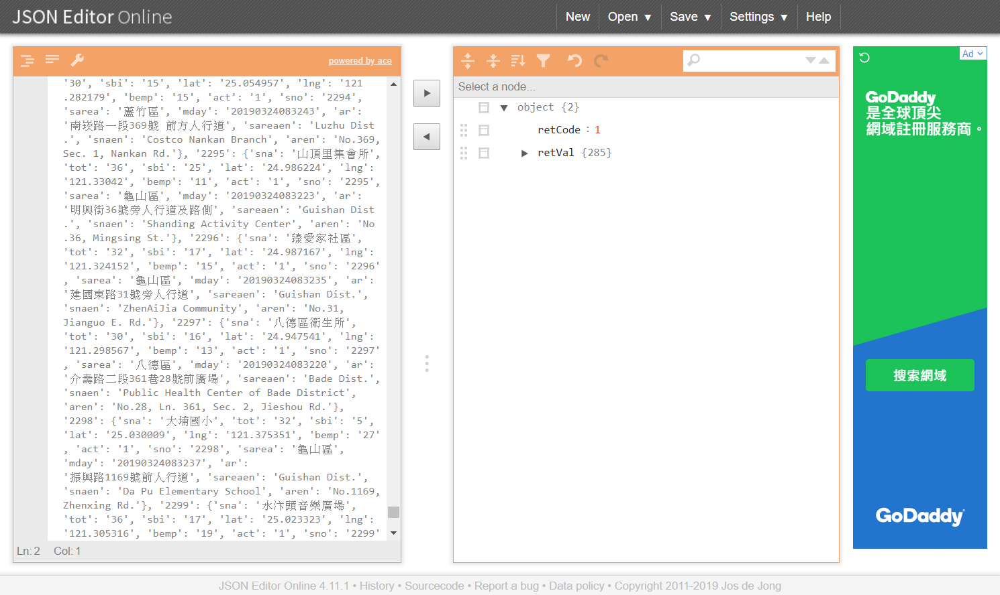 JSON Editor Online
New
Open ▼
Save ▼
Settings ▼
Help
powered by ace
'30', 'sbi': '15', 'lat': '25.054957', 'lng': '121
.282179', 'bemp': '15', 'act': '1', 'sno': '2294',
'sarea': '蘆竹區', 'mday': '20190324083243', 'ar':
'南崁路一段369號 前方人行道', 'sareaen': 'Luzhu Dist
.', 'snaen': 'Costco Nankan Branch', 'aren': 'No.369,
Sec. 1, Nankan Rd.'}, '2295': {'sna': '山頂里集會所',
'tot': '36', 'sbi': '25', 'lat': '24.986224', 'lng':
'121.33042', 'bemp': '11', 'act': '1', 'sno': '2295',
'sarea': '龜山區', 'mday': '20190324083223', 'ar':
'明興街36號旁人行道及路側', 'sareaen': 'Guishan Dist
.', 'snaen': 'Shanding Activity Center', 'aren': 'No
.36, Mingsing St.'}, '2296': {'sna': '臻愛家社區',
'tot': '32', 'sbi': '17', 'lat': '24.987167', 'lng':
'121.324152', 'bemp': '15', 'act': '1', 'sno': '2296'
, 'sarea': '龜山區', 'mday': '20190324083235', 'ar':
'建國東路31號旁人行道', 'sareaen': 'Guishan Dist.',
'snaen': 'ZhenAiJia Community', 'aren': 'No.31,
Jianguo E. Rd.'}, '2297': {'sna': '八德區衛生所',
'tot': '30', 'sbi': '16', 'lat': '24.947541', 'lng':
'121.298567', 'bemp': '13', 'act': '1', 'sno': '2297'
, 'sarea': '八德區', 'mday': '20190324083220', 'ar':
'介壽路二段361巷28號前廣場', 'sareaen': 'Bade Dist.',
'snaen': 'Public Health Center of Bade District',
'aren': 'No.28, Ln. 361, Sec. 2, Jieshou Rd.'},
'2298': {'sna': '大埔國小', 'tot': '32', 'sbi': '5',
'lat': '25.030009', 'lng': '121.375351', 'bemp': '27'
, 'act': '1', 'sno': '2298', 'sarea': '龜山區',
'mday': '20190324083237', 'ar':
'振興路1169號前人行道', 'sareaen': 'Guishan Dist.',
'snaen': 'Da Pu Elementary School', 'aren': 'No.1169,
Zhenxing Rd.'}, '2299': {'sna': '水汴頭音樂廣場',
'tot': '36', 'sbi': '17', 'lat': '25.023323', 'lng':
'121.305316', 'bemp': '19', 'act': '1', 'sno': '2299'
Ln: 2 Col: 1
Select a node...
object {2}
retCode : 1
retVal {285}
Ad
GoDaddy
是全球頂尖
網域註冊服務商。
搜索網域
GoDaddy
JSON Editor Online 4.11.1 • History • Sourcecode • Report a bug • Data policy • Copyright 2011-2019 Jos de Jong